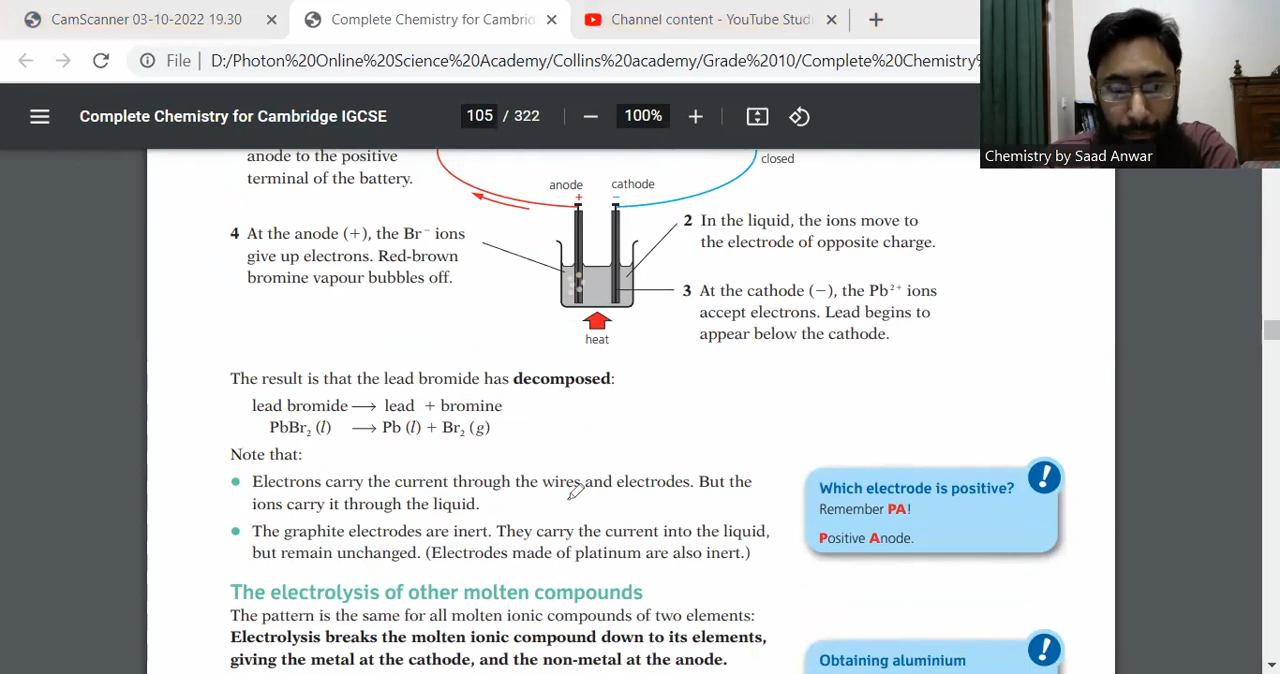 CamScanner 03-10-2022 19.30
Complete Chemistry for Cambri
Channel content - YouTube Stud
File
D:/Photon%20Online%20Science%20Academy/Collins%20academy/Grade%2010/Complete%20Chemistry%
Complete Chemistry for Cambridge IGCSE
105 / 322
100%
Chemistry by Saad Anwar
anode to the positive
terminal of the battery.
closed
anode
cathode
+
−
2 In the liquid, the ions move to
the electrode of opposite charge.
4 At the anode (+), the Br⁻ ions
give up electrons. Red-brown
bromine vapour bubbles off.
3 At the cathode (−), the Pb²⁺ ions
accept electrons. Lead begins to
appear below the cathode.
heat
The result is that the lead bromide has decomposed:
lead bromide ⟶ lead + bromine
PbBr₂ (l) ⟶ Pb (l) + Br₂ (g)
Note that:
Electrons carry the current through the wires and electrodes. But the
ions carry it through the liquid.
The graphite electrodes are inert. They carry the current into the liquid,
but remain unchanged. (Electrodes made of platinum are also inert.)
Which electrode is positive?
Remember PA!
Positive Anode.
!
The electrolysis of other molten compounds
The pattern is the same for all molten ionic compounds of two elements:
Electrolysis breaks the molten ionic compound down to its elements,
giving the metal at the cathode, and the non-metal at the anode.
Obtaining aluminium
!